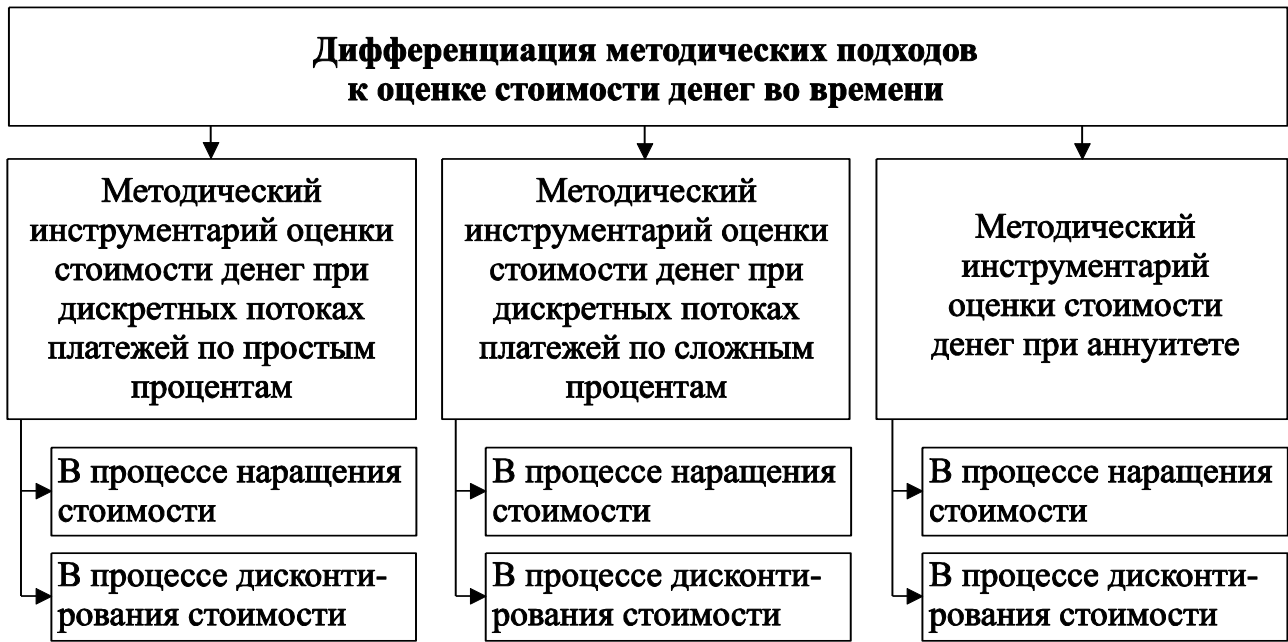 Дифференциация методических подходов
к оценке стоимости денег во времени
Методический
инструментарий оценки
стоимости денег при
дискретных потоках
платежей по простым
процентам
Методический
инструментарий оценки
стоимости денег при
дискретных потоках
платежей по сложным
процентам
Методический
инструментарий
оценки стоимости
денег при аннуитете
В процессе наращения
стоимости
В процессе дисконти-
рования стоимости
В процессе наращения
стоимости
В процессе дисконти-
рования стоимости
В процессе наращения
стоимости
В процессе дисконти-
рования стоимости